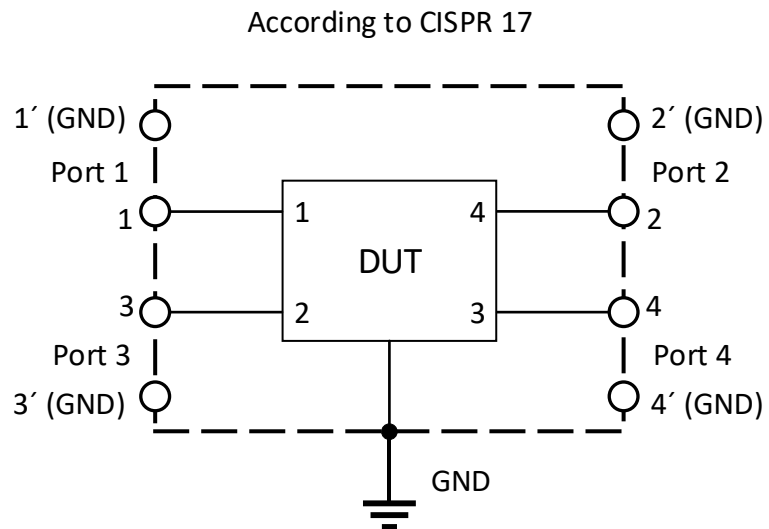 According to CISPR 17
1´ (GND) 2´ (GND)
Port 1 Port 2
1 1 4 2
DUT
3 2 3 4
Port 3 Port 4
3´ (GND) 4´ (GND)
GND